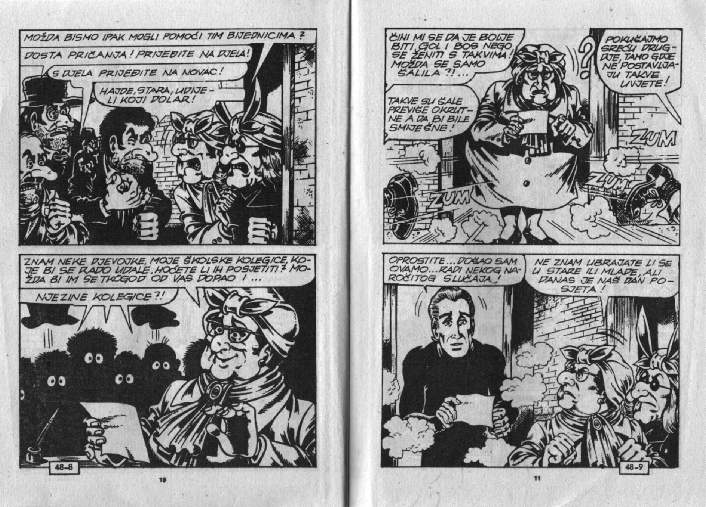 MOŽDA BISMO IPAK MOGLI POMOĆI TIM BIJEDNICIMA?
DOSTA PRIČANJA! PRIJEĐITE NA DJELA!
S DJELA PRIJEĐITE NA NOVAC!
HAJDE, STARA, UDIJE-
LI KOJI DOLAR!
ZNAM NEKE DJEVOJKE, MOJE ŠKOLSKE KOLEGICE, KO-
JE BI SE RADO UDALE. HOĆETE LI IH POSJETITI? MO-
ŽDA BI IM SE TKOGOD OD VAS DOPAO I ...
NJEZINE KOLEGICE?!
48-8
10
ČINI MI SE DA JE BOLJE
BITI GOL I BOS NEGO
SE ŽENITI S TAKVIMA!
MOŽDA SE SAMO
ŠALILA?!...
?
POKUŠAJMO
SREĆU DRUG-
DJE, TAMO GDJE
NE POSTAVLJA-
JU TAKVE
UVJETE!
TAKVE SU ŠALE
PREVIŠE OKRUT-
NE A DA BI BILE
SMIJEŠNE!
ZUM
ZUM
ZUM
OPROSTITE... DOŠAO SAM
OVAMO... RADI NEKOG NA-
ROČITOG SLUČAJA!
NE ZNAM UBRAJATE LI SE
U STARE ILI MLADE, ALI
DANAS JE NAŠ DAN PO-
SJETA!
48-9
11